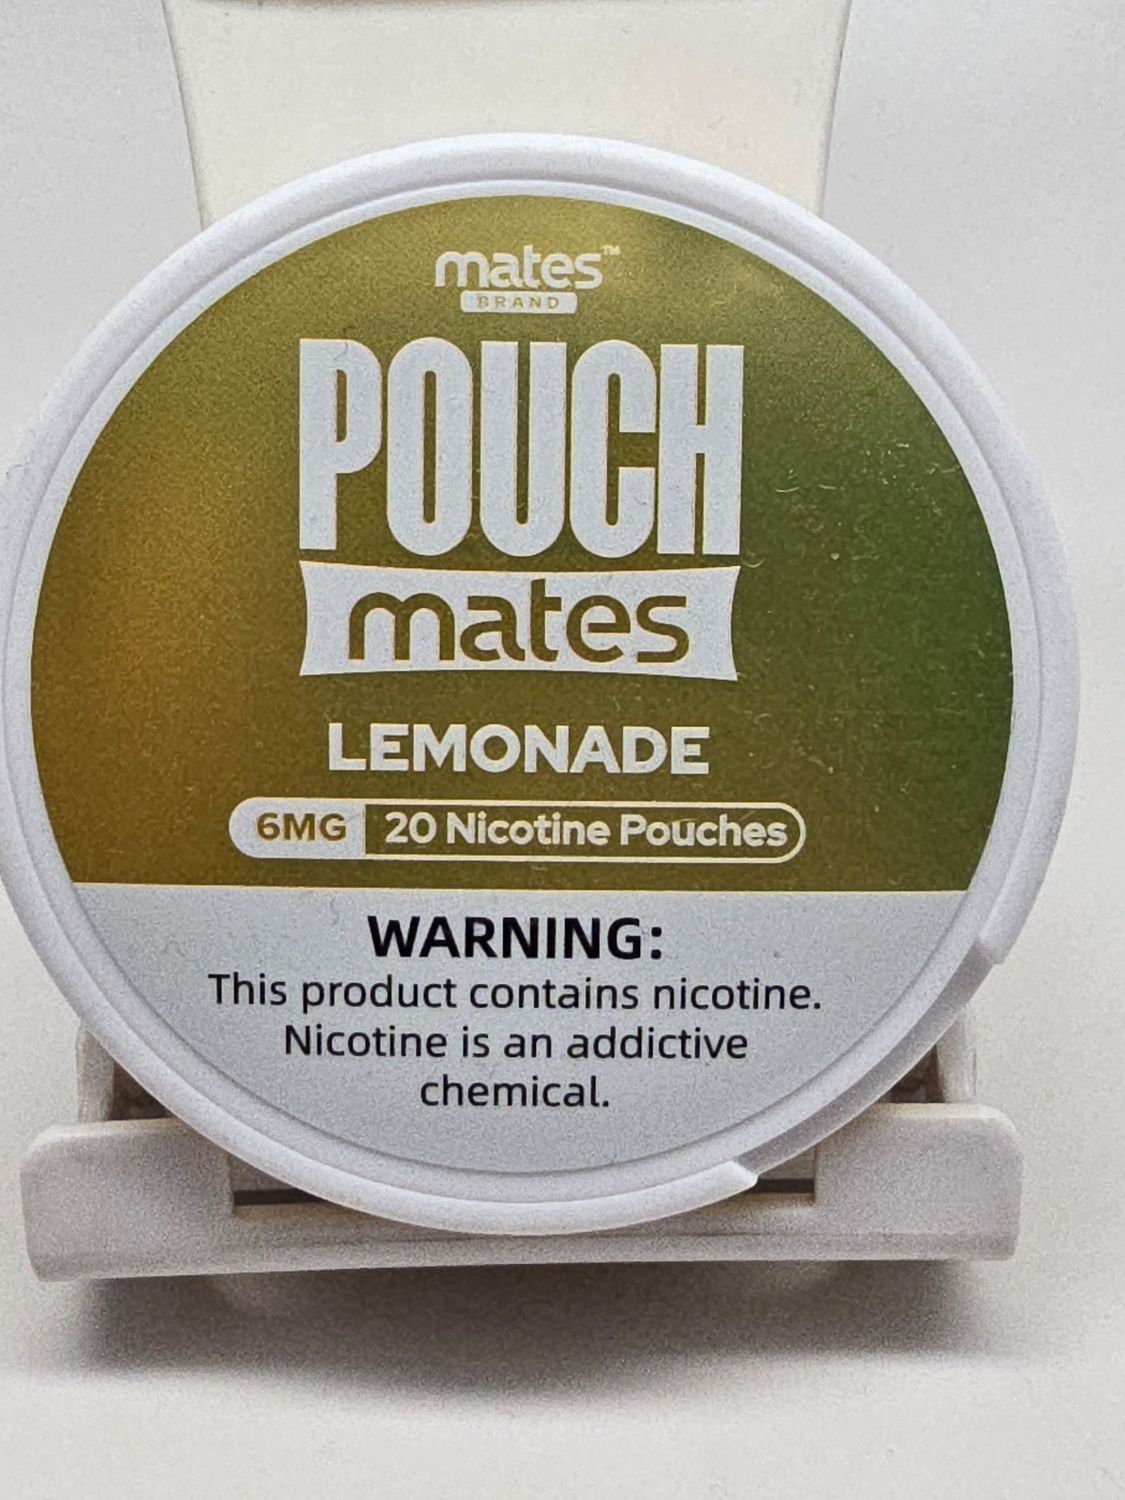 mates™
BRAND
POUCH
mates
LEMONADE
6MG 20 Nicotine Pouches
WARNING:
This product contains nicotine.
Nicotine is an addictive
chemical.